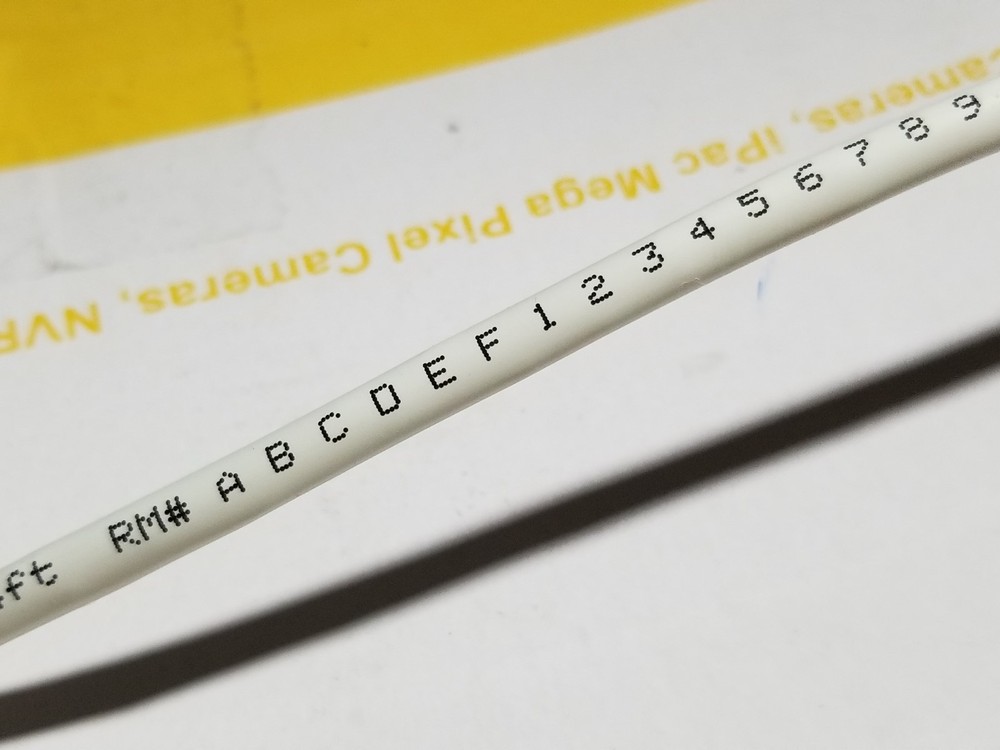 ft RM# A B C D E F 1 2 3 4 5 6 7 8 9
Cameras, iPac Mega Pixel Cameras, NVR